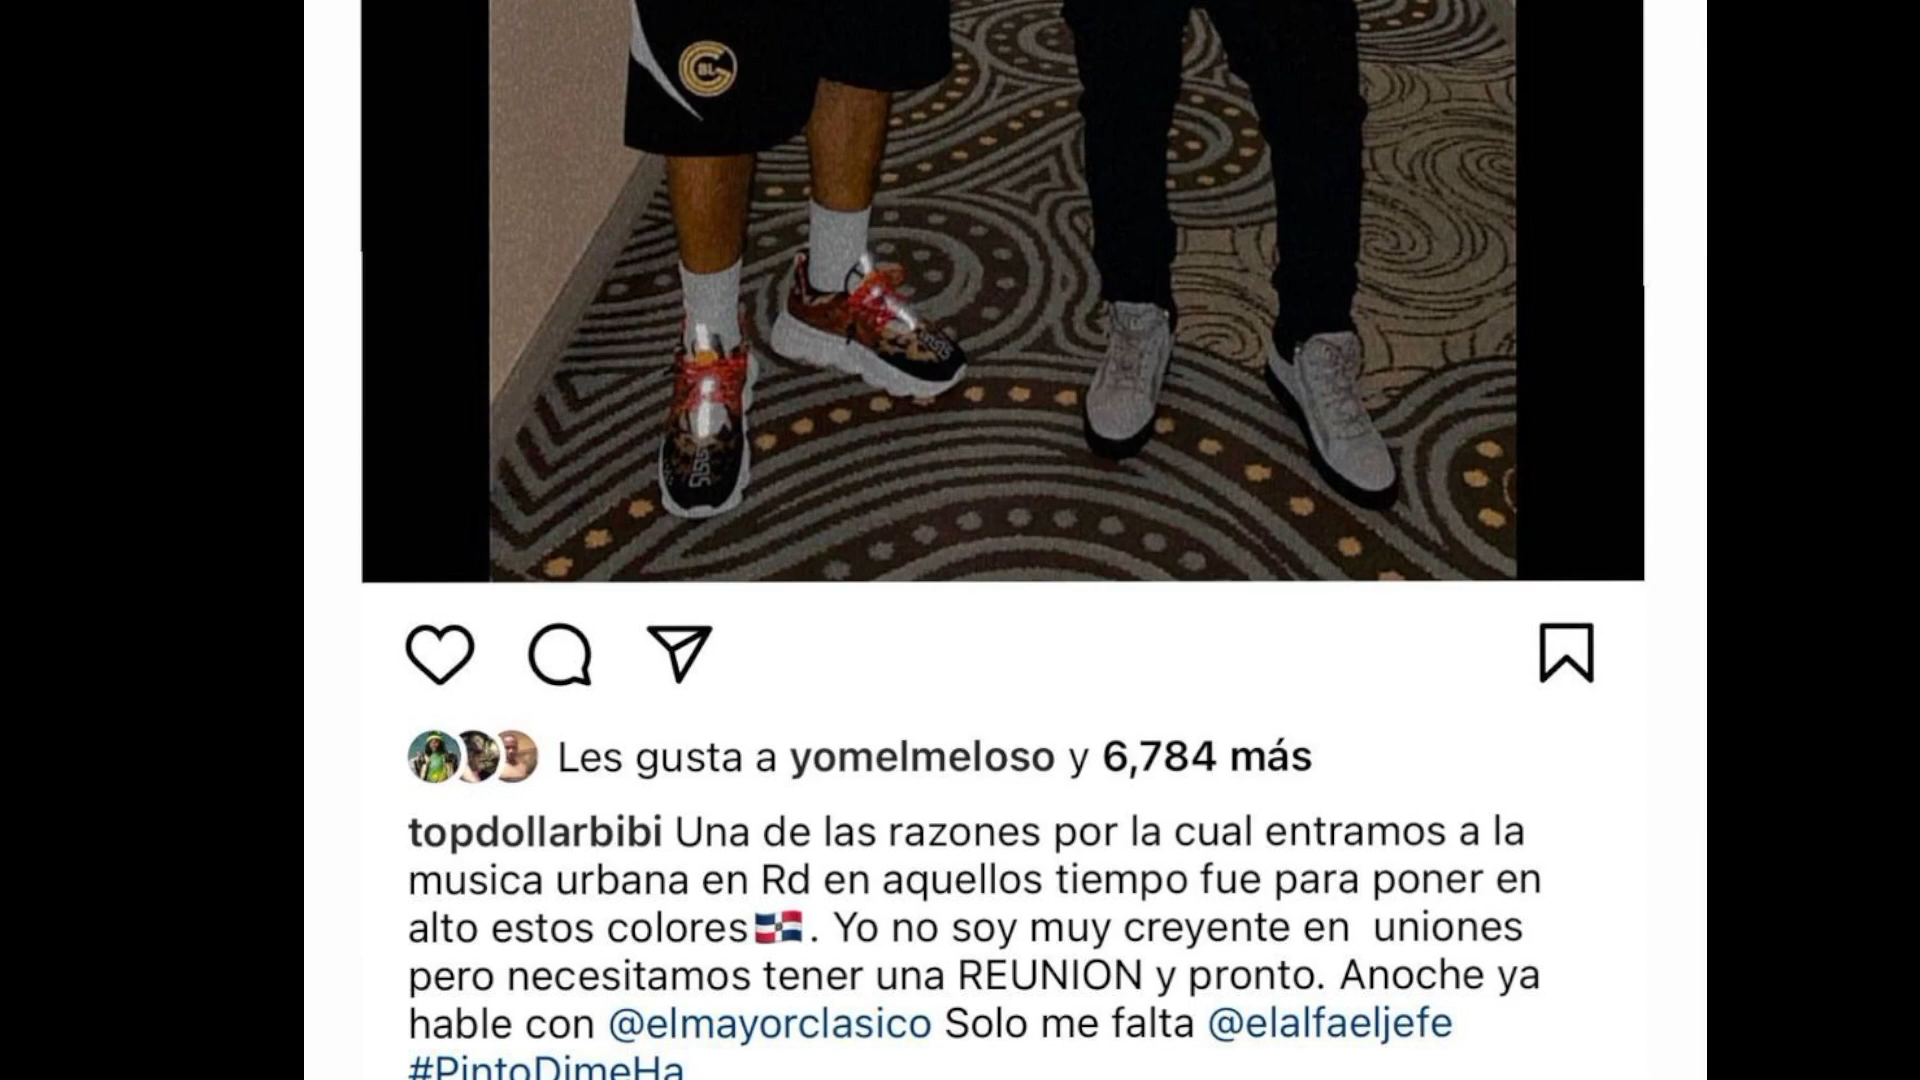 BL
Les gusta a yomelmeloso y 6,784 más
topdollarbibi Una de las razones por la cual entramos a la
musica urbana en Rd en aquellos tiempo fue para poner en
alto estos colores🇩🇴. Yo no soy muy creyente en uniones
pero necesitamos tener una REUNION y pronto. Anoche ya
hable con @elmayorclasico Solo me falta @elalfaeljefe
#PintoDimeHa